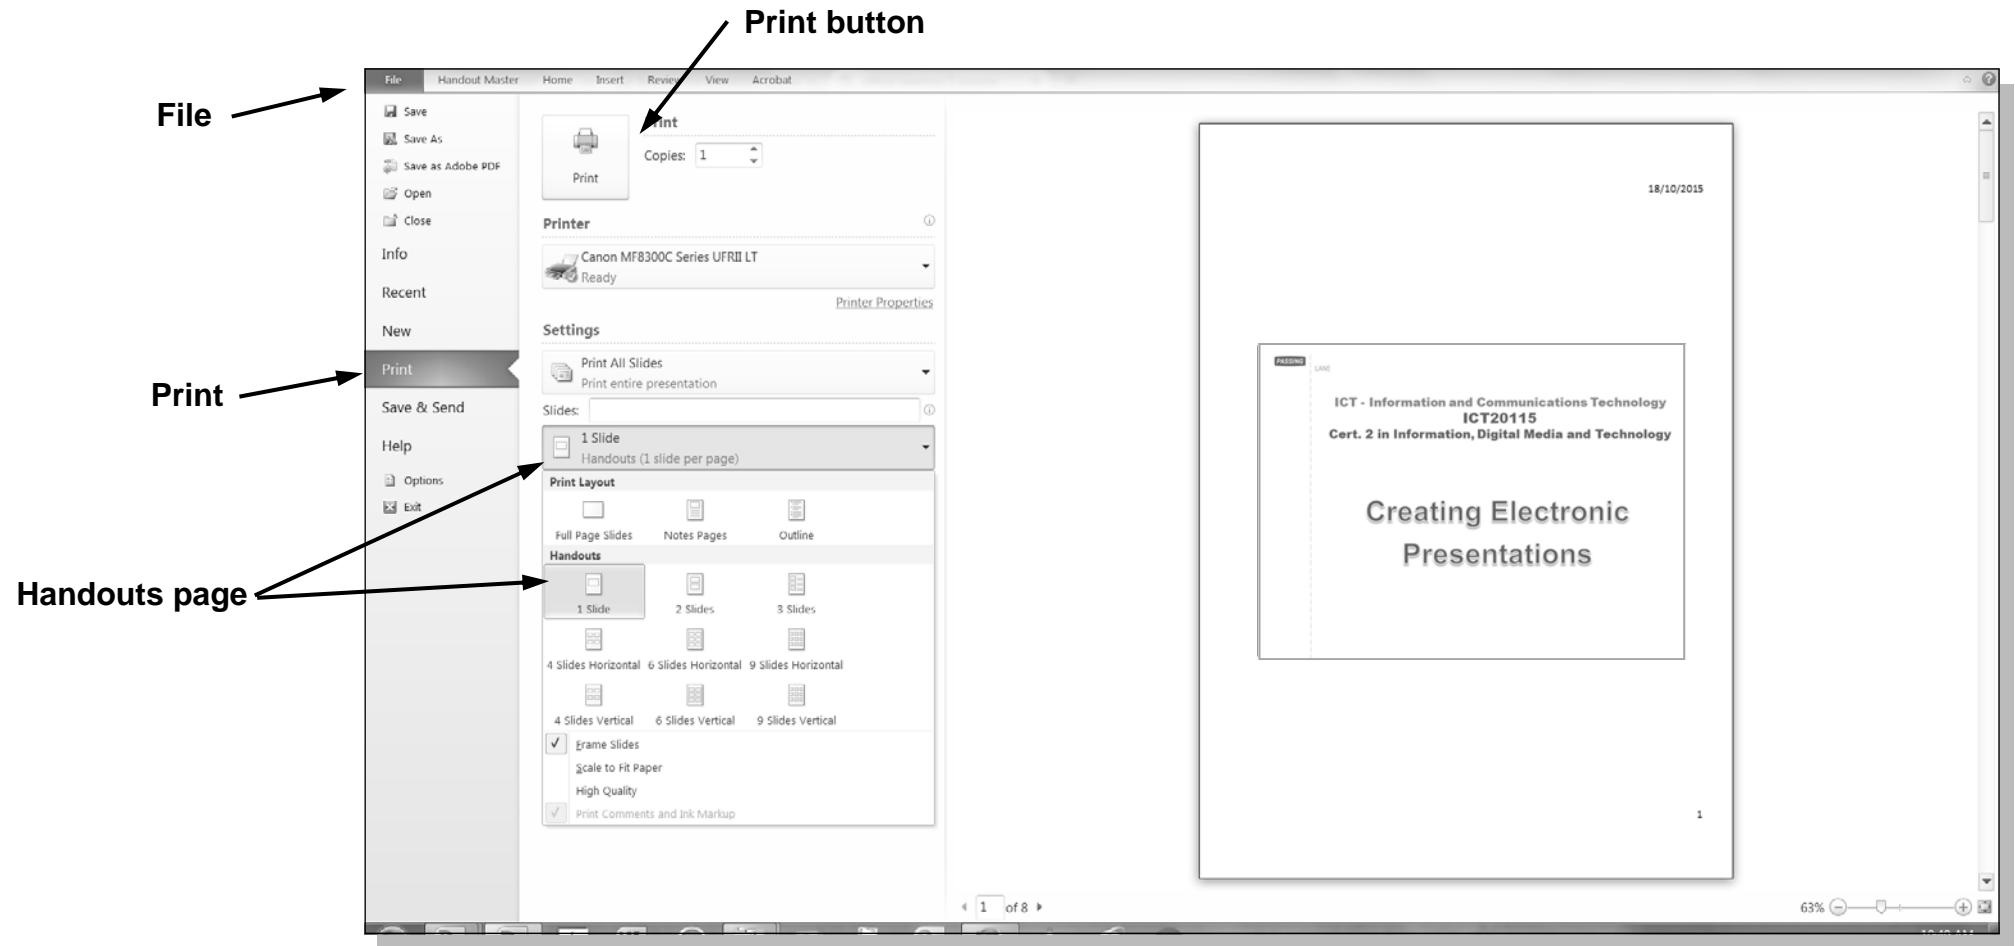 Print button
File
Print
Handouts page
File Handout Master Home Insert Review View Acrobat
Save
Save As
Save as Adobe PDF
Open
Close
Info
Recent
New
Print
Save & Send
Help
Options
Exit
Print
Print
Copies: 1
Printer
Canon MF8300C Series UFRII LT
Ready
Printer Properties
Settings
Print All Slides
Print entire presentation
Slides:
1 Slide
Handouts (1 slide per page)
Print Layout
Full Page Slides Notes Pages Outline
Handouts
1 Slide 2 Slides 3 Slides
4 Slides Horizontal 6 Slides Horizontal 9 Slides Horizontal
4 Slides Vertical 6 Slides Vertical 9 Slides Vertical
Frame Slides
Scale to Fit Paper
High Quality
Print Comments and Ink Markup
18/10/2015
PASSING
LANE
ICT - Information and Communications Technology
ICT20115
Cert. 2 in Information, Digital Media and Technology
Creating Electronic
Presentations
1
1 of 8
63%